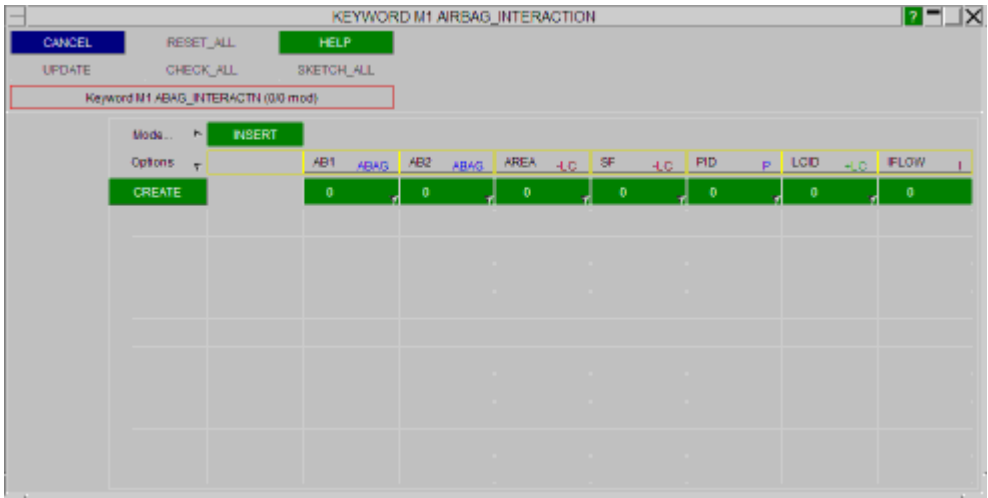 KEYWORD M1 AIRBAG_INTERACTION ?
CANCEL RESET_ALL HELP
UPDATE CHECK_ALL SKETCH_ALL
Keyword M1 ABAG_INTERACTN (0/0 mod)
Mode... INSERT
Options AB1 ABAG AB2 ABAG AREA -LC SF -LC PID P LCID -LC IFLOW I
CREATE 0 0 0 0 0 0 0